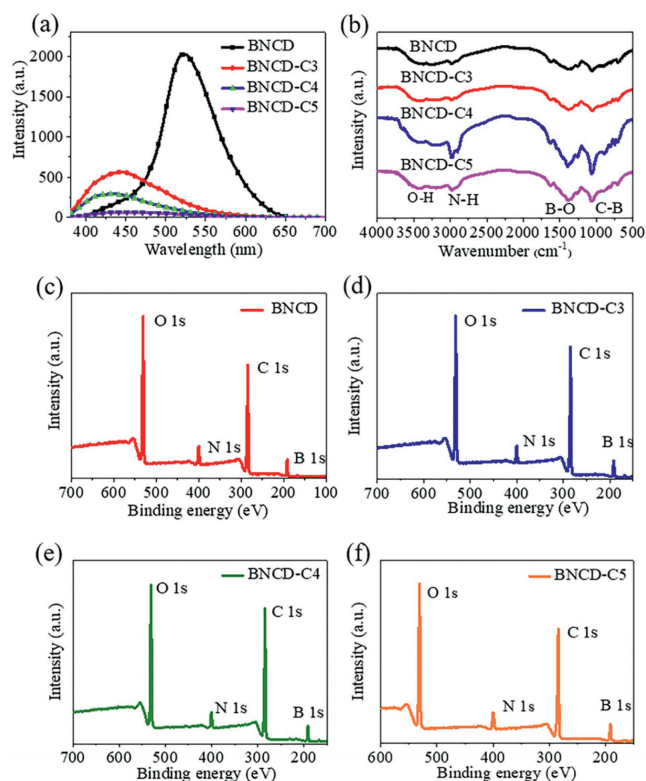 (a)
BNCD
BNCD-C3
BNCD-C4
BNCD-C5
Intensity (a.u.)
2000
1500
1000
500
0
400 450 500 550 600 650 700
Wavelength (nm)
(b)
BNCD
BNCD-C3
BNCD-C4
BNCD-C5
O-H N-H B-O C-B
Intensity (a.u.)
4000 3500 3000 2500 2000 1500 1000 500
Wavenumber (cm-1)
(c)
BNCD
O 1s
C 1s
N 1s
B 1s
Intensity (a.u.)
700 600 500 400 300 200 100
Binding energy (eV)
(d)
BNCD-C3
O 1s
C 1s
N 1s
B 1s
Intensity (a.u.)
700 600 500 400 300 200
Binding energy (eV)
(e)
BNCD-C4
O 1s
C 1s
N 1s
B 1s
Intensity (a.u.)
700 600 500 400 300 200
Binding energy (eV)
(f)
BNCD-C5
O 1s
C 1s
N 1s
B 1s
Intensity (a.u.)
600 500 400 300 200
Binding energy (eV)